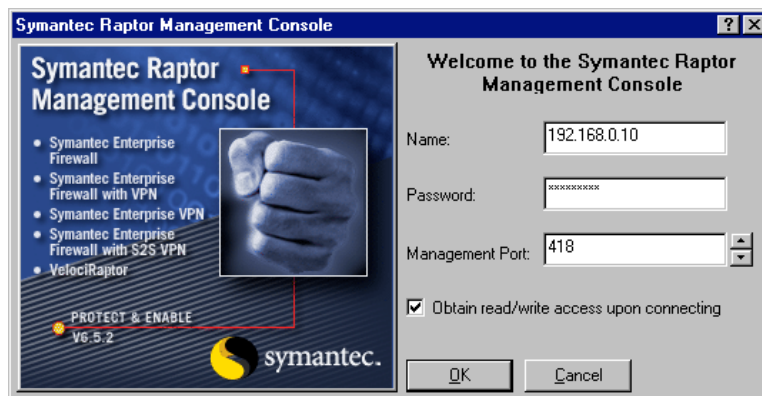 Symantec Raptor Management Console
Symantec Raptor
Management Console
• Symantec Enterprise
Firewall
• Symantec Enterprise
Firewall with VPN
• Symantec Enterprise VPN
• Symantec Enterprise
Firewall with S2S VPN
• VelociRaptor
PROTECT & ENABLE
V6.5.2
symantec.
Welcome to the Symantec Raptor
Management Console
Name: 192.168.0.10
Password: *********
Management Port: 418
Obtain read/write access upon connecting
OK Cancel